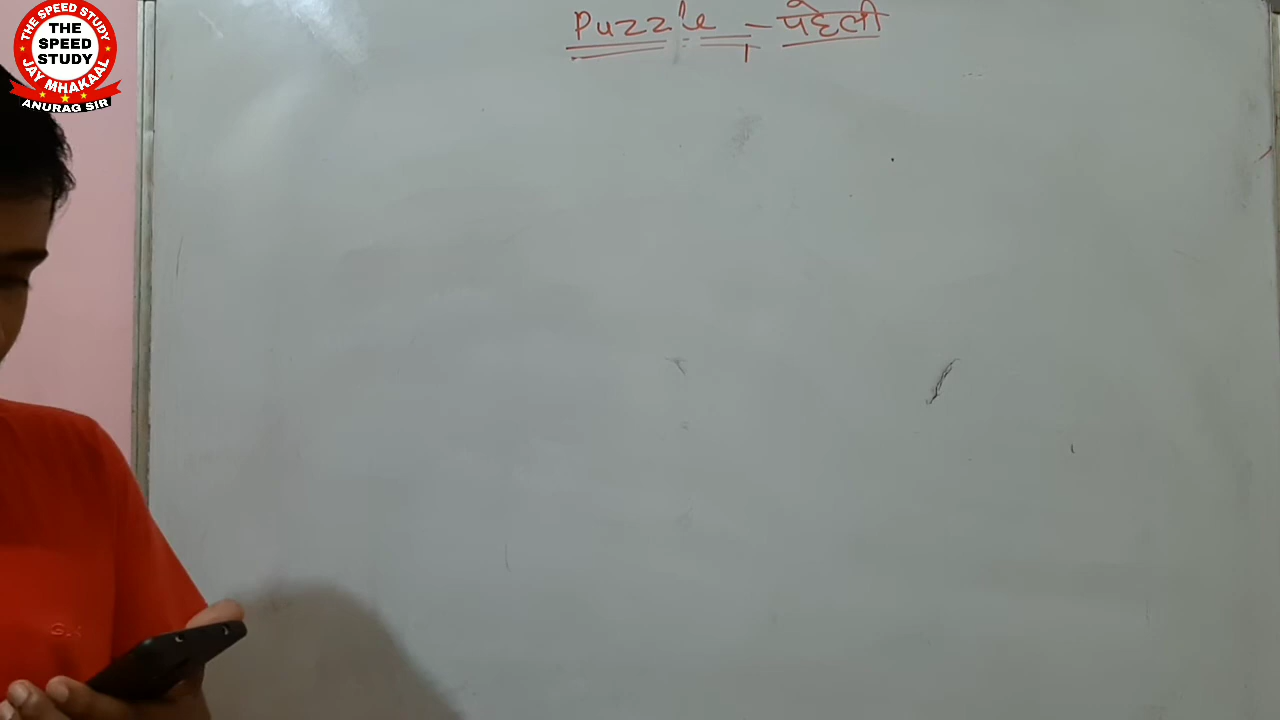 THE SPEED STUDY
THE
SPEED
STUDY
JAY MHAKAAL
ANURAG SIR
Puzzle - पहेली
G.K